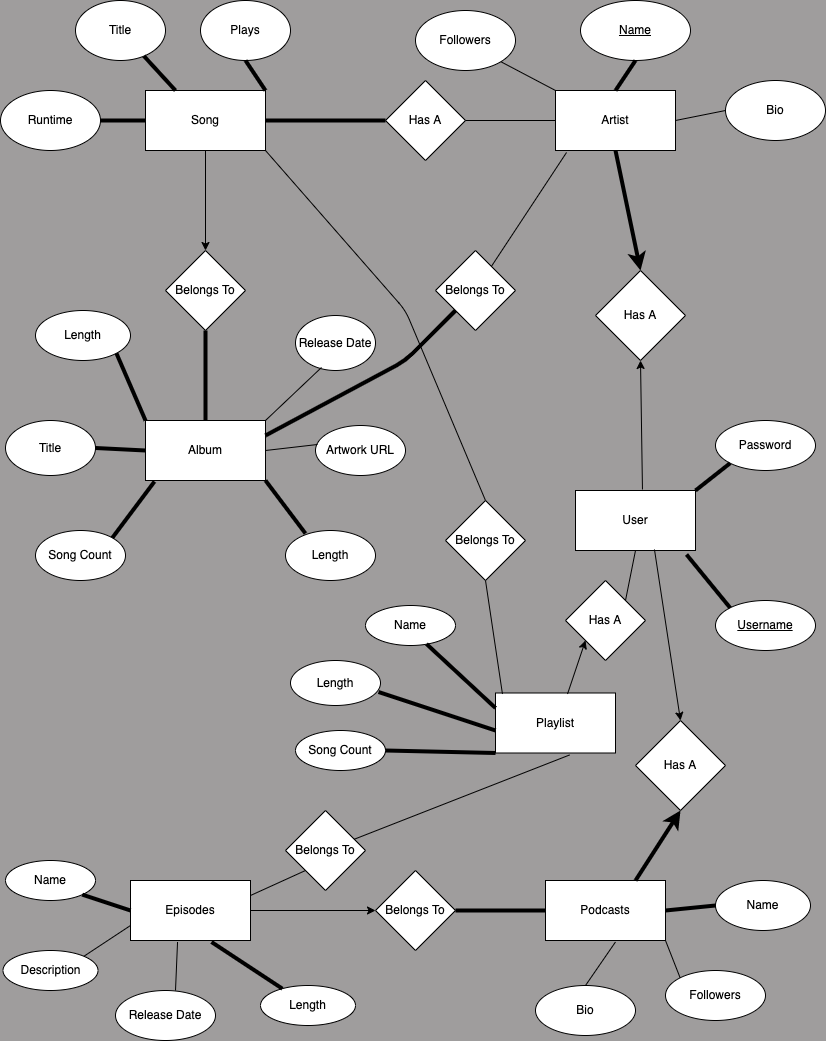 Title
Plays
Followers
Name
Runtime
Song
Has A
Artist
Bio
Belongs To
Belongs To
Has A
Length
Release Date
Title
Album
Artwork URL
Password
User
Song Count
Length
Belongs To
Name
Has A
Username
Length
Song Count
Playlist
Has A
Belongs To
Name
Episodes
Belongs To
Podcasts
Name
Description
Release Date
Length
Bio
Followers